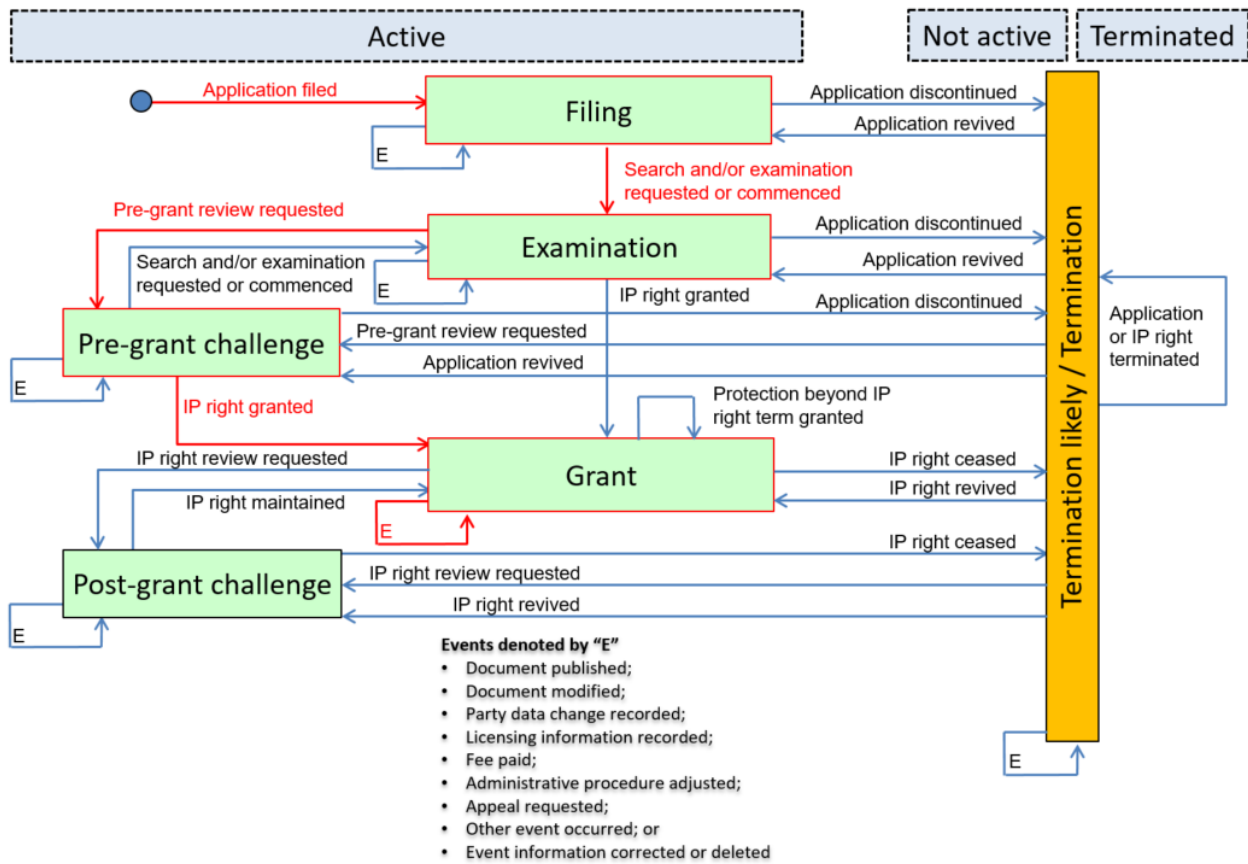 Active
Not active
Terminated
Application filed
Filing
Application discontinued
Application revived
E
Search and/or examination
requested or commenced
Pre-grant review requested
Examination
Application discontinued
Application revived
Search and/or examination
requested or commenced
E
IP right granted
Application discontinued
Pre-grant challenge
Pre-grant review requested
Application revived
E
IP right granted
Application
or IP right
terminated
Termination likely / Termination
Protection beyond IP
right term granted
IP right review requested
Grant
IP right ceased
IP right revived
IP right maintained
E
IP right ceased
Post-grant challenge
IP right review requested
IP right revived
E
Events denoted by “E”
• Document published;
• Document modified;
• Party data change recorded;
• Licensing information recorded;
• Fee paid;
• Administrative procedure adjusted;
• Appeal requested;
• Other event occurred; or
• Event information corrected or deleted
E